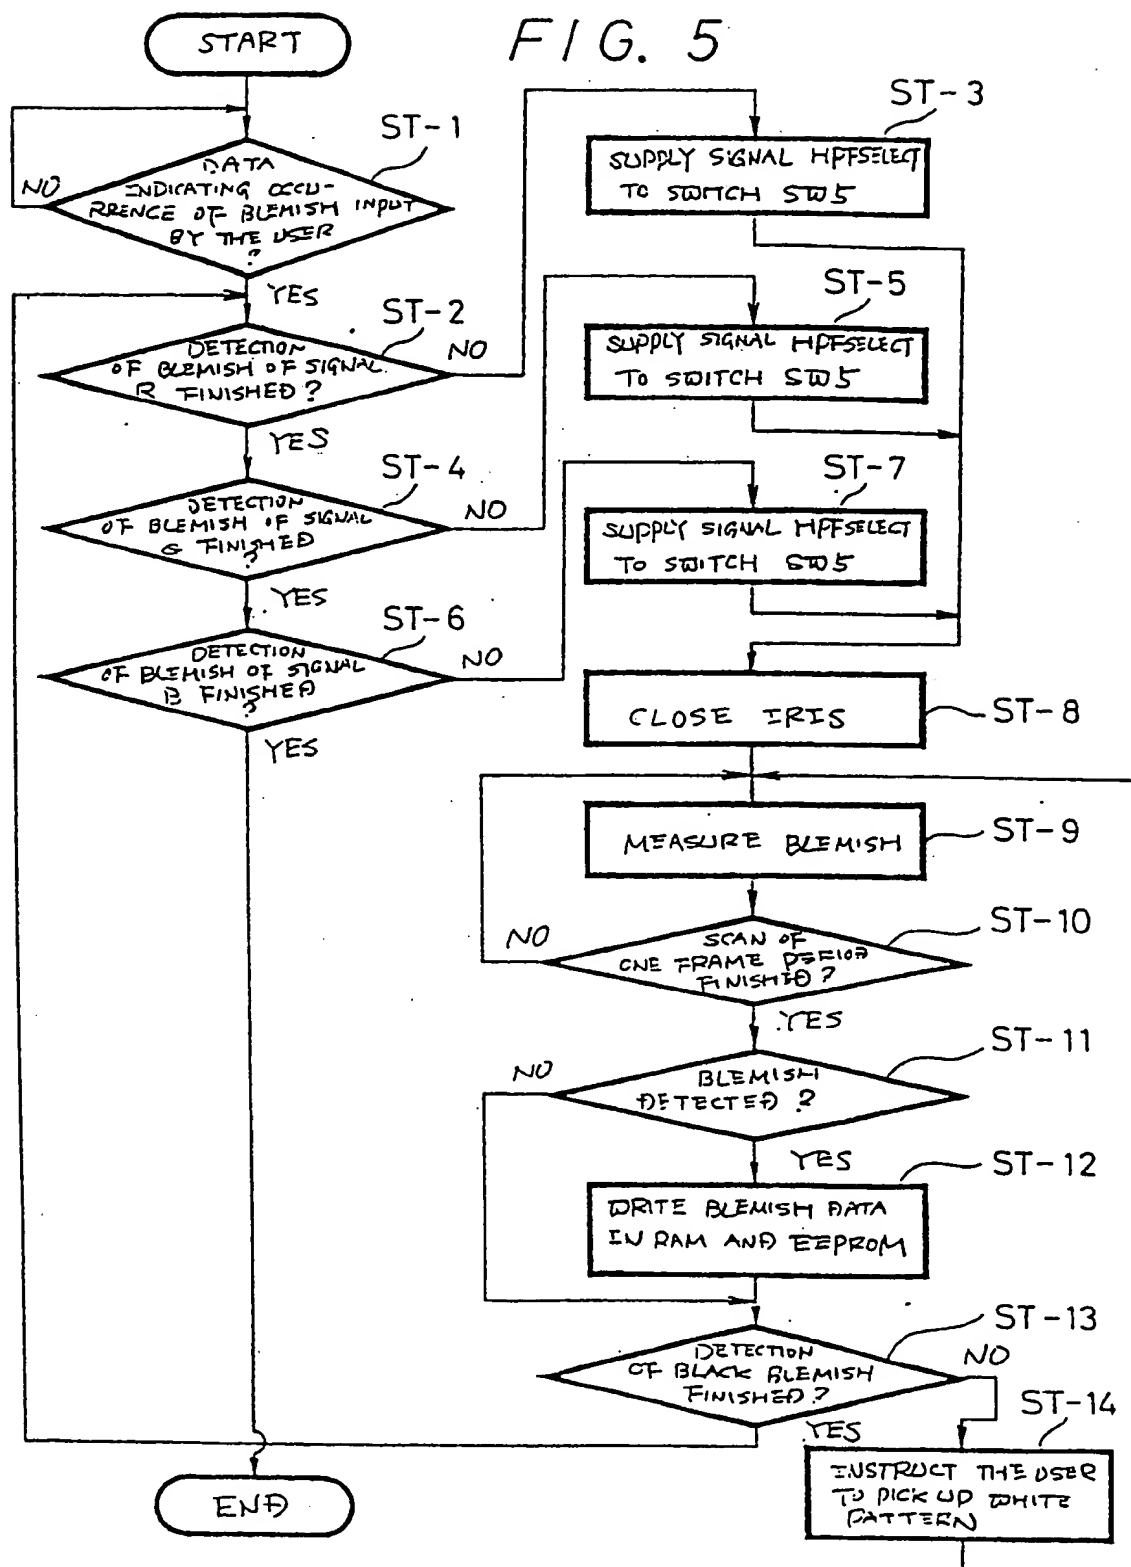 FIG. 5
START
ST-1
DATA
INDICATING OCCU-
RRENCE OF BLEMISH INPUT
BY THE USER
?
NO
YES
ST-2
DETECTION
OF BLEMISH OF SIGNAL
R FINISHED?
NO
YES
ST-3
SUPPLY SIGNAL HPFSELECT
TO SWITCH SW5
ST-4
DETECTION
OF BLEMISH OF SIGNAL
G FINISHED
?
NO
YES
ST-5
SUPPLY SIGNAL HPFSELECT
TO SWITCH SW5
ST-6
DETECTION
OF BLEMISH OF SIGNAL
B FINISHED
?
NO
YES
ST-7
SUPPLY SIGNAL HPFSELECT
TO SWITCH SW5
CLOSE IRIS
ST-8
MEASURE BLEMISH
ST-9
ST-10
SCAN OF
ONE FRAME PERIOD
FINISHED?
NO
YES
ST-11
BLEMISH
DETECTED?
NO
YES
ST-12
WRITE BLEMISH DATA
IN RAM AND EEPROM
ST-13
DETECTION
OF BLACK BLEMISH
FINISHED?
NO
YES
ST-14
INSTRUCT THE USER
TO PICK UP WHITE
PATTERN
END